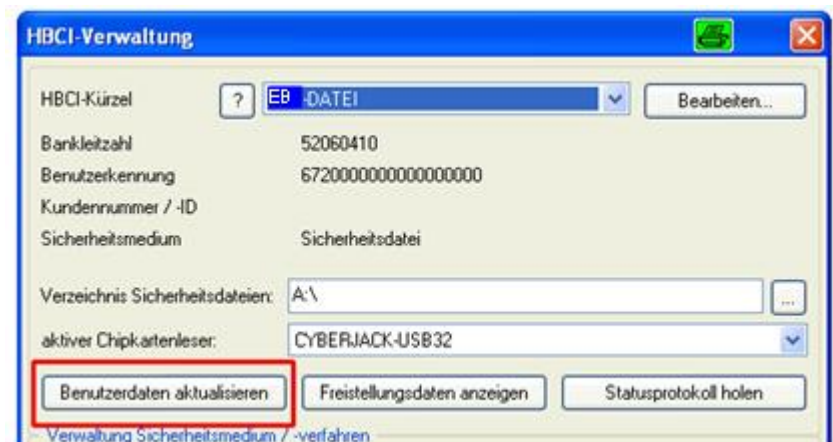 HBCI-Verwaltung
HBCI-Kürzel ? EB -DATEI Bearbeiten...
Bankleitzahl 52060410
Benutzerkennung 6720000000000000000
Kundennummer / -ID
Sicherheitsmedium Sicherheitsdatei
Verzeichnis Sicherheitsdateien: A:\ ...
aktiver Chipkartenleser: CYBERJACK-USB32
Benutzerdaten aktualisieren Freistellungsdaten anzeigen Statusprotokoll holen
Verwaltung Sicherheitsmedium / -verfahren